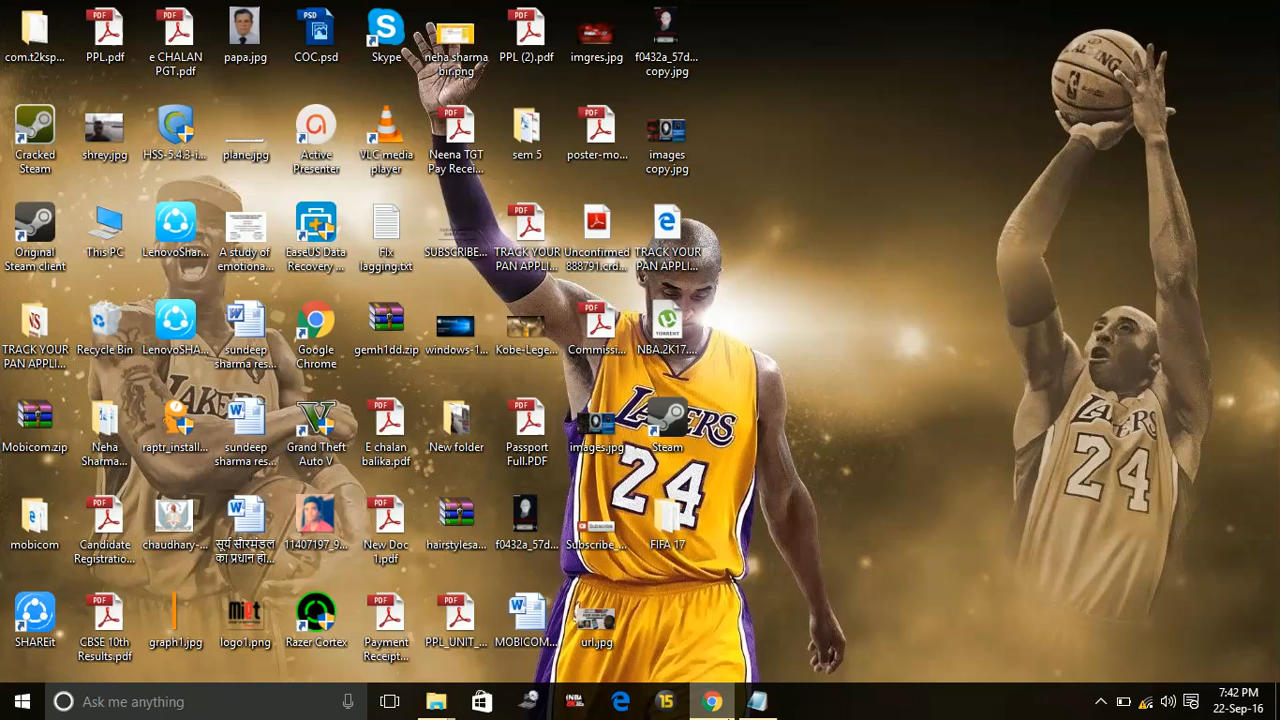 com.t2ksp...
PPL.pdf
e CHALAN
PGT.pdf
papa.jpg
COC.psd
Skype
neha sharma
bir.png
PPL (2).pdf
imgres.jpg
f0432a_57d...
copy.jpg
Cracked
Steam
shrey.jpg
HSS-5.4.3-i...
plane.jpg
Active
Presenter
VLC media
player
Neena TGT
Pay Recei...
sem 5
poster-mo...
images
copy.jpg
Original
Steam client
This PC
LenovoShar...
A study of
emotiona...
EaseUS Data
Recovery ...
Fix
lagging.txt
SUBSCRIBE...
TRACK YOUR
PAN APPLI...
Unconfirmed
888791.crd...
TRACK YOUR
PAN APPLI...
TRACK YOUR
PAN APPLI...
Recycle Bin
LenovoSHA...
sundeep
sharma res...
Google
Chrome
gemh1dd.zip
windows-1...
Kobe-Lege...
Commissi...
NBA.2K17....
Mobicom.zip
Neha
Sharma...
raptr_install...
sundeep
sharma res...
Grand Theft
Auto V
E chalan
balika.pdf
New folder
Passport
Full.PDF
images.jpg
Steam
mobicom
Candidate
Registratio...
chaudhary-...
सूर्य सौरमंडल
का प्रधान हा...
11407197_9...
New Doc
1.pdf
hairstylesa...
f0432a_57d...
Subscribe_...
FIFA 17
SHAREit
CBSE 10th
Results.pdf
graph1.jpg
logo1.png
Razer Cortex
Payment
Receipt...
PPL_UNIT_...
MOBICOM...
url.jpg
LAKERS
24
LAKERS
24
Ask me anything
7:42 PM
22-Sep-16